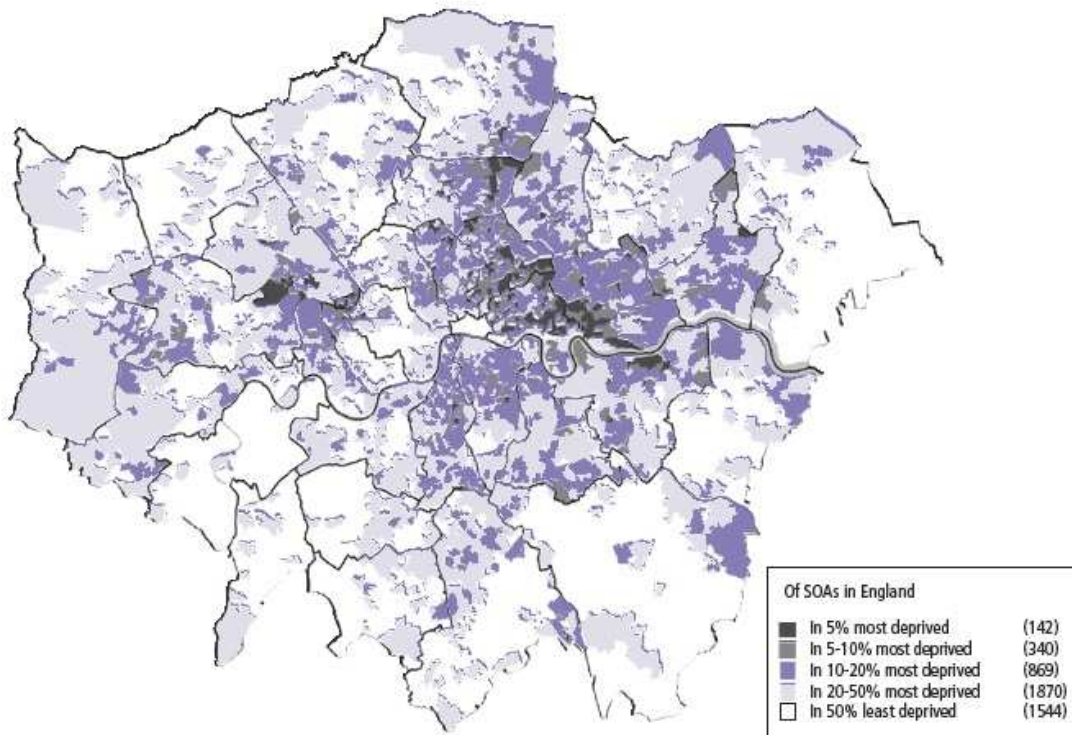 Of SOAs in England
In 5% most deprived (142)
In 5-10% most deprived (340)
In 10-20% most deprived (869)
In 20-50% most deprived (1870)
In 50% least deprived (1544)